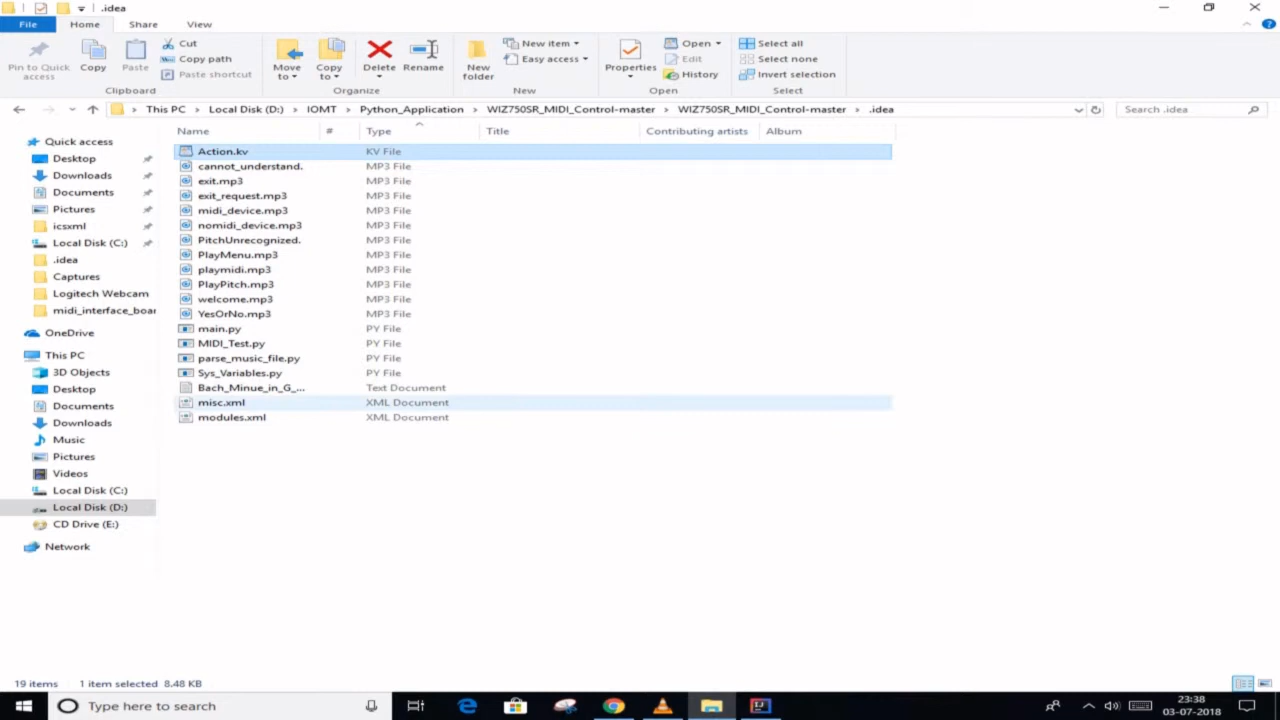 .idea
File Home Share View
Pin to Quick access
Copy
Paste
Cut
Copy path
Paste shortcut
Clipboard
Move to
Copy to
Delete
Rename
Organize
New folder
New item
Easy access
New
Properties
Open
Edit
History
Open
Select all
Select none
Invert selection
Select
This PC > Local Disk (D:) > IOMT > Python_Application > WIZ750SR_MIDI_Control-master > WIZ750SR_MIDI_Control-master > .idea
Search .idea
Name # Type Title Contributing artists Album
Quick access
Desktop
Downloads
Documents
Pictures
icsxml
Local Disk (C:)
.idea
Captures
Logitech Webcam
midi_interface_boar
OneDrive
This PC
3D Objects
Desktop
Documents
Downloads
Music
Pictures
Videos
Local Disk (C:)
Local Disk (D:)
CD Drive (E:)
Network
Action.kv KV File
cannot_understand. MP3 File
exit.mp3 MP3 File
exit_request.mp3 MP3 File
midi_device.mp3 MP3 File
nomidi_device.mp3 MP3 File
PitchUnrecognized. MP3 File
PlayMenu.mp3 MP3 File
playmidi.mp3 MP3 File
PlayPitch.mp3 MP3 File
welcome.mp3 MP3 File
YesOrNo.mp3 MP3 File
main.py PY File
MIDI_Test.py PY File
parse_music_file.py PY File
Sys_Variables.py PY File
Bach_Minue_in_G_... Text Document
misc.xml XML Document
modules.xml XML Document
19 items 1 item selected 8.48 KB
Type here to search
23:38
03-07-2018